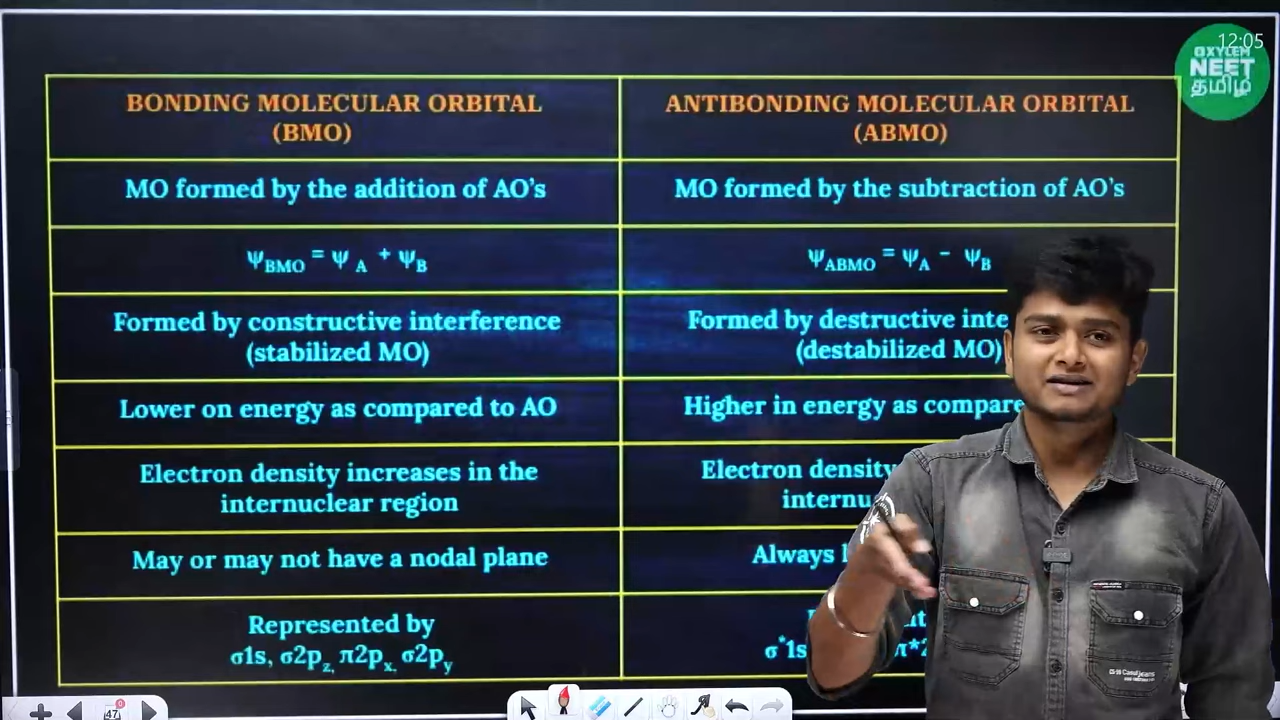 12:05
OXYLEM
NEET
தமிழ்
BONDING MOLECULAR ORBITAL
(BMO)
ANTIBONDING MOLECULAR ORBITAL
(ABMO)
MO formed by the addition of AO's
MO formed by the subtraction of AO's
ΨBMO = Ψ A + ΨB
ΨABMO = ΨA - ΨB
Formed by constructive interference
(stabilized MO)
Formed by destructive inte
(destabilized MO)
Lower on energy as compared to AO
Higher in energy as compare
Electron density increases in the
internuclear region
Electron density
internu
May or may not have a nodal plane
Always
Represented by
σ1s, σ2pz, π2px, σ2py
σ*1s π*2
47